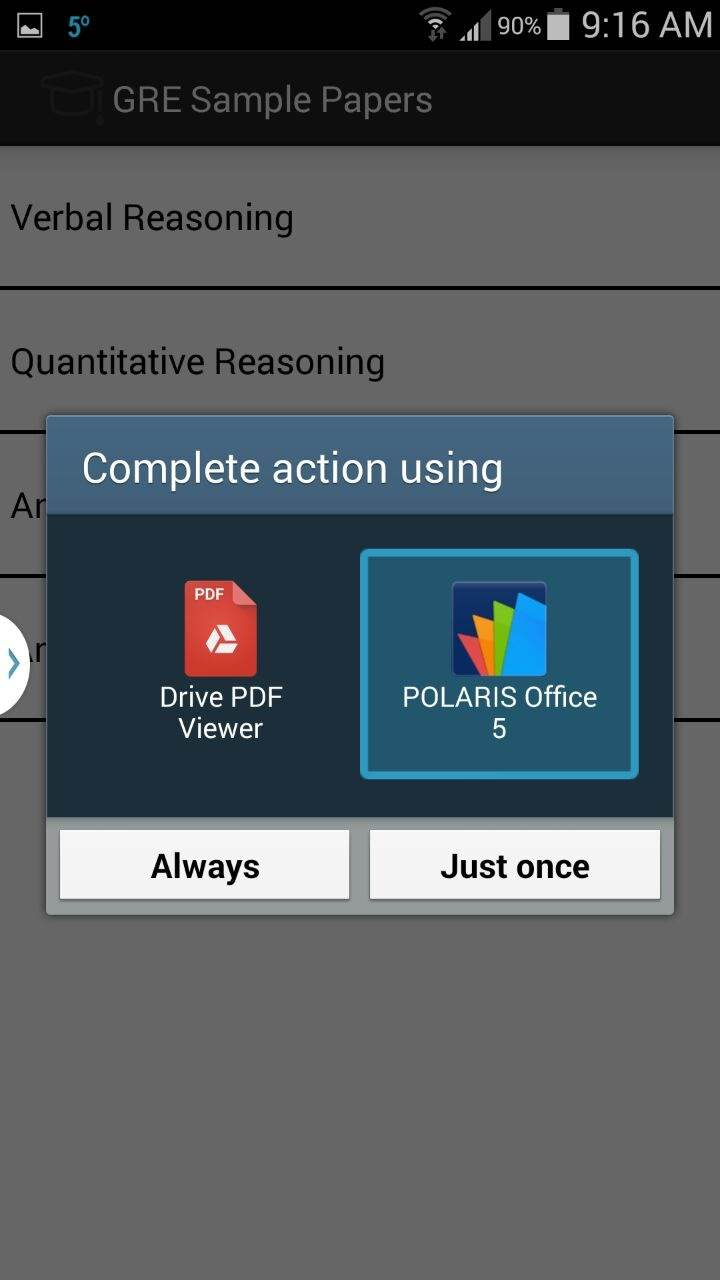 5° 90% 9:16 AM
GRE Sample Papers
Verbal Reasoning
Quantitative Reasoning
Complete action using
PDF
Drive PDF
Viewer
POLARIS Office
5
Always
Just once